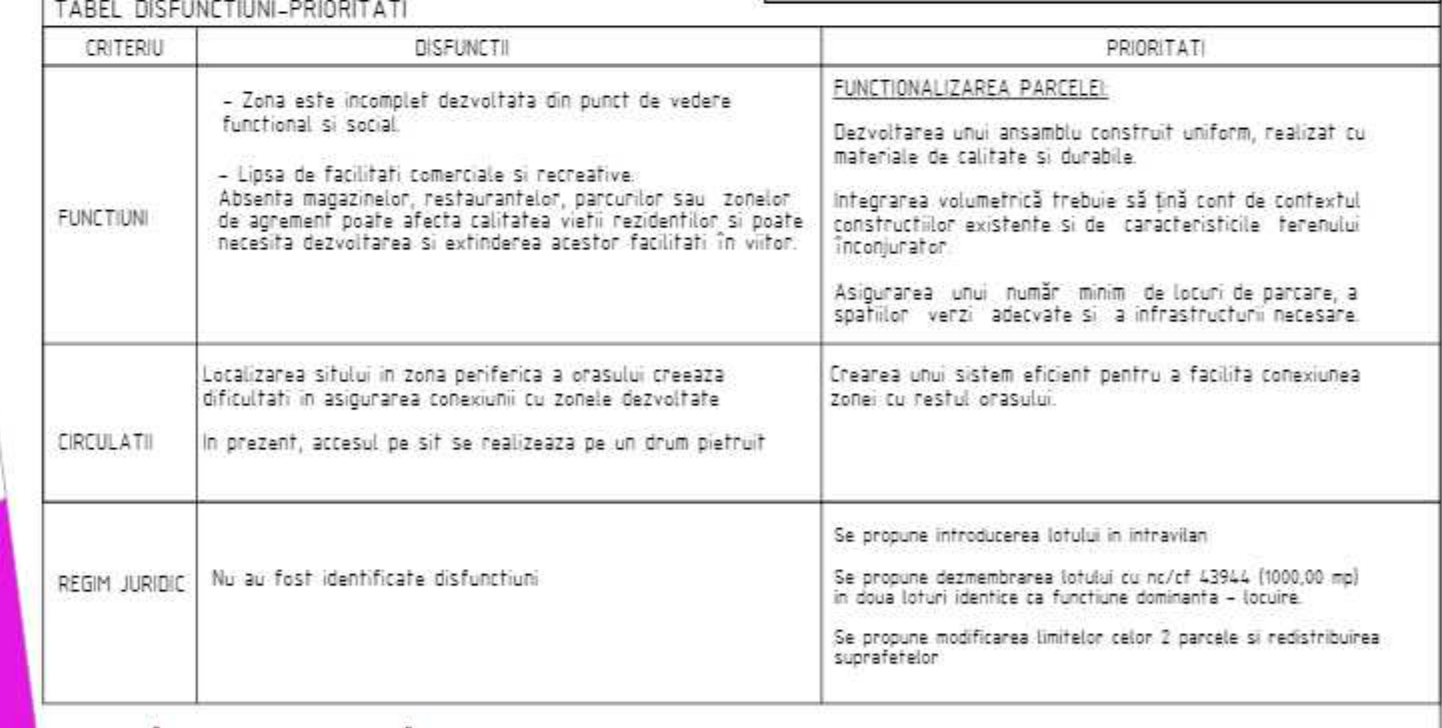 TABEL DISFUNCTIUNI-PRIORITATI
CRITERIU
DISFUNCTII
PRIORITATI
FUNCTIUNI
- Zona este incomplet dezvoltata din punct de vedere
functional si social.
- Lipsa de facilitati comerciale si recreative.
Absenta magazinelor, restaurantelor, parcurilor sau zonelor
de agrement poate afecta calitatea vietii rezidentilor si poate
necesita dezvoltarea si extinderea acestor facilitati în viitor.
FUNCTIONALIZAREA PARCELEI:
Dezvoltarea unui ansamblu construit uniform, realizat cu
materiale de calitate si durabile.
Integrarea volumetrică trebuie să țină cont de contextul
constructiilor existente si de caracteristicile terenului
înconjurator.
Asigurarea unui număr minim de locuri de parcare, a
spatiilor verzi adecvate si a infrastructurii necesare.
CIRCULATII
Localizarea sitului in zona periferica a orasului creeaza
dificultati in asigurarea conexiunii cu zonele dezvoltate
In prezent, accesul pe sit se realizeaza pe un drum pietruit
Crearea unui sistem eficient pentru a facilita conexiunea
zonei cu restul orasului.
REGIM JURIDIC
Nu au fost identificate disfunctiuni
Se propune introducerea lotului in intravilan
Se propune dezmembrarea lotului cu nc/cf 43944 (1000,00 mp)
in doua loturi identice ca functiune dominanta - locuire.
Se propune modificarea limitelor celor 2 parcele si redistribuirea
suprafetelor